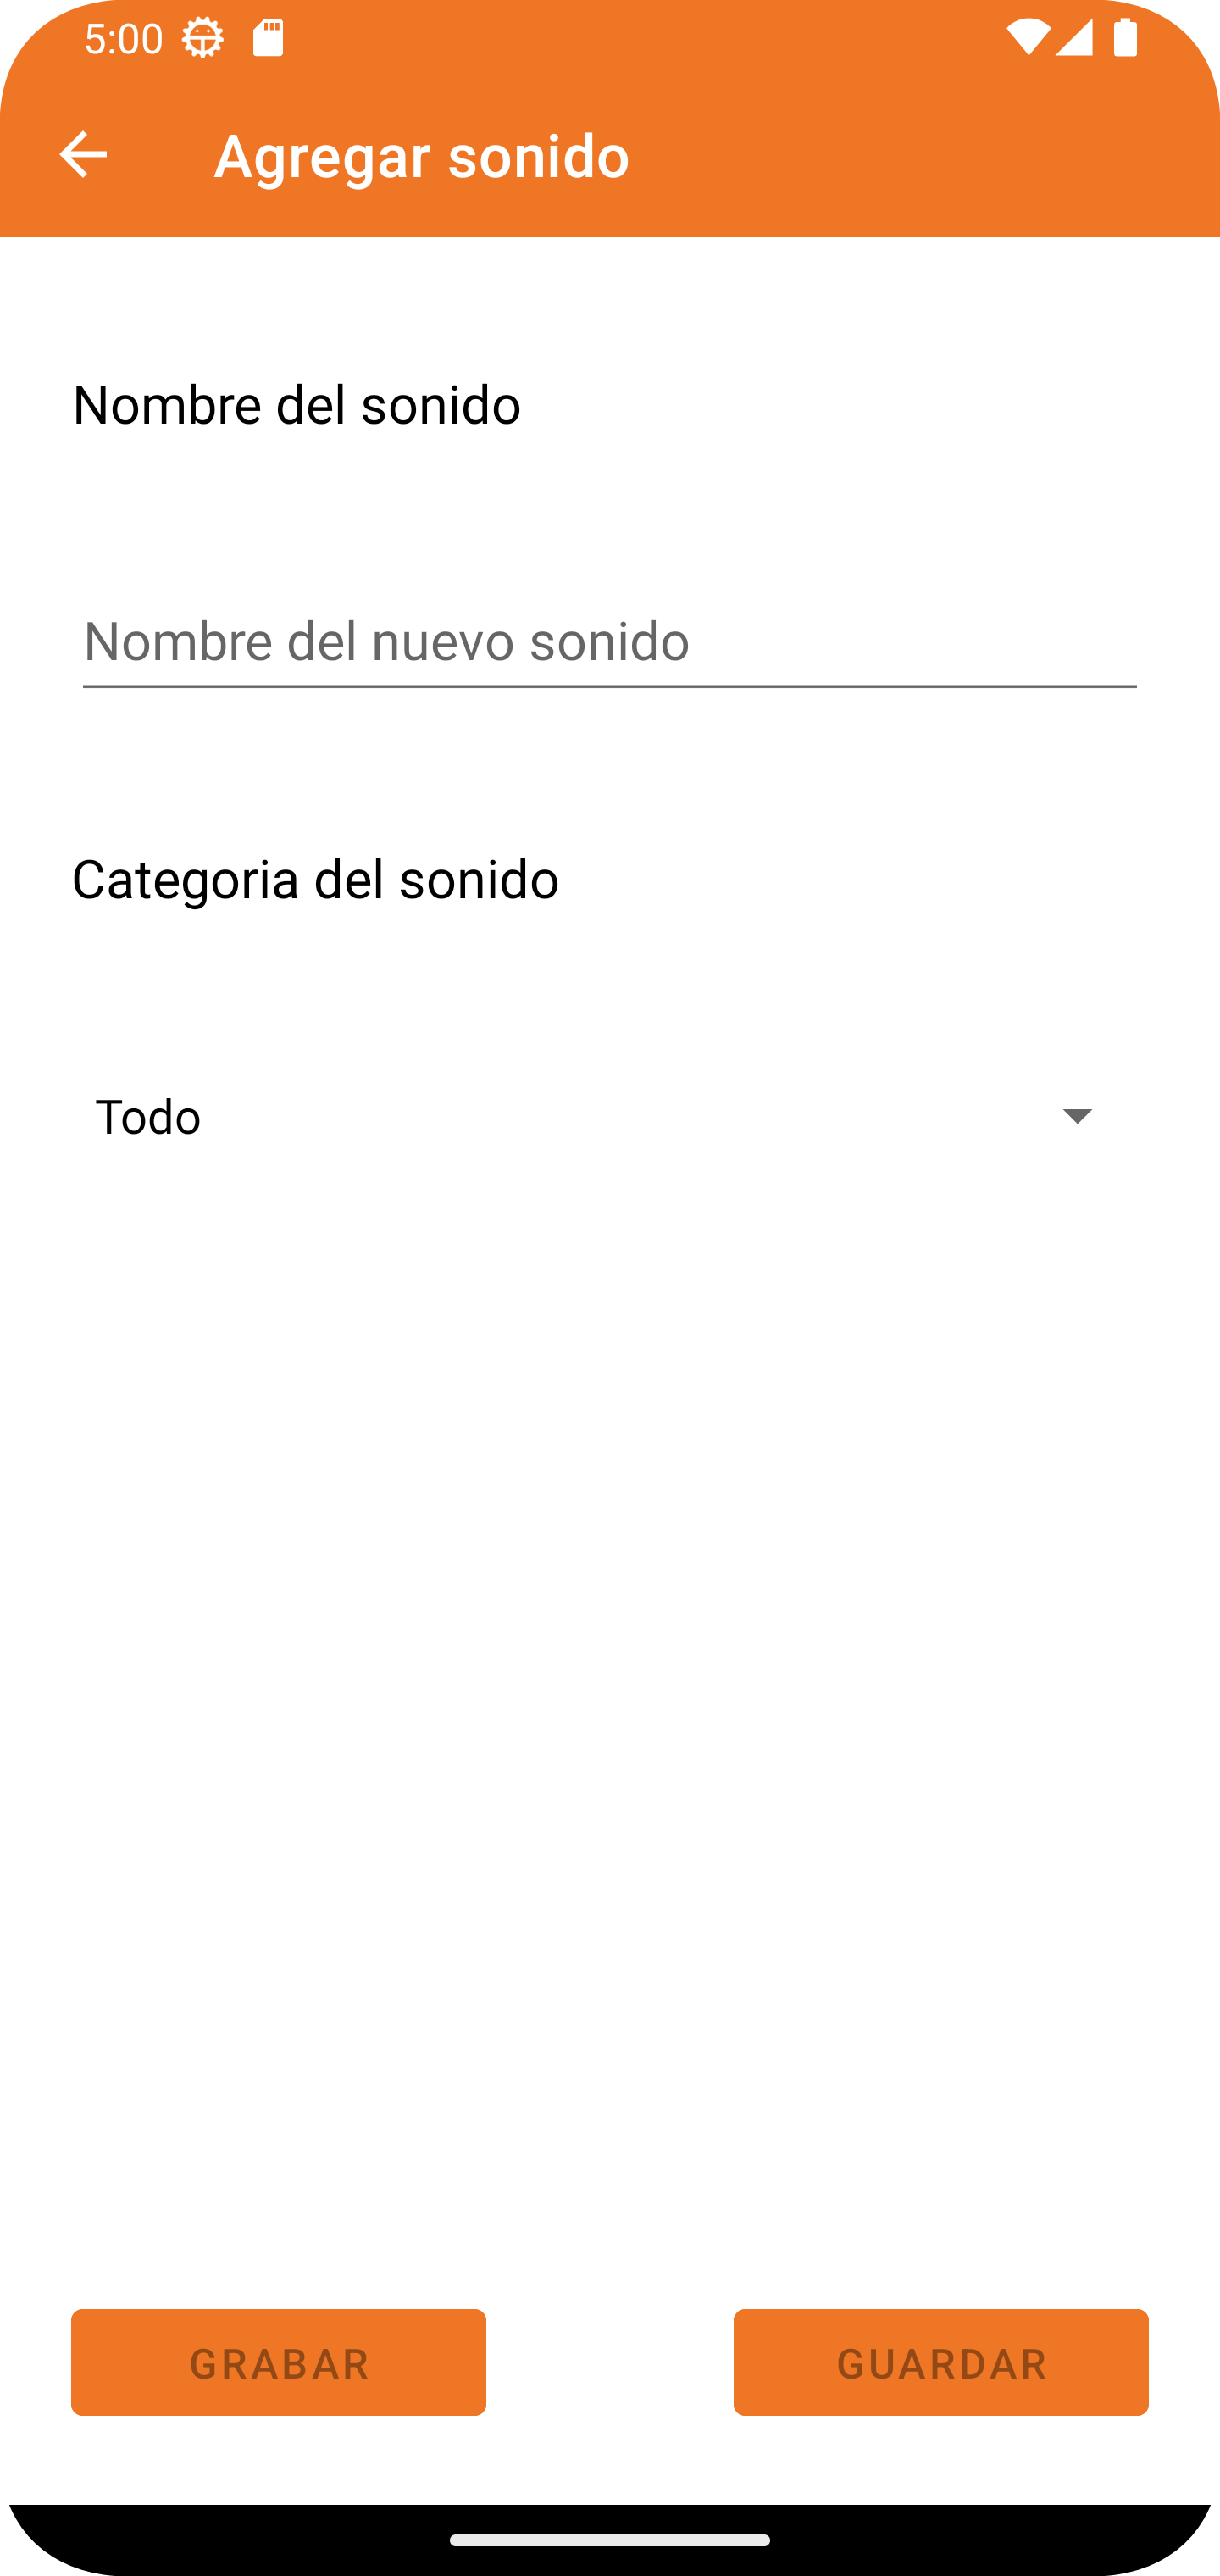 5:00
Agregar sonido
Nombre del sonido
Nombre del nuevo sonido
Categoria del sonido
Todo
GRABAR
GUARDAR